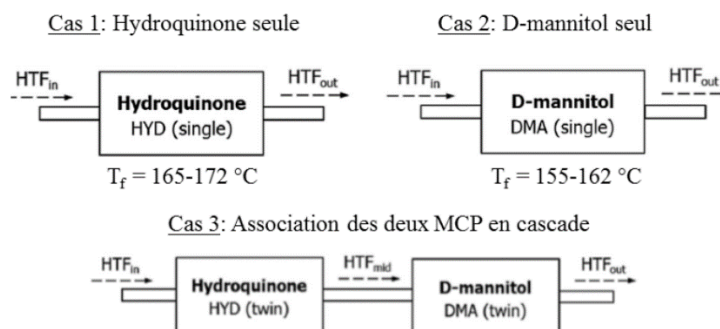 Cas 1: Hydroquinone seule
Cas 2: D-mannitol seul
HTFin
Hydroquinone
HYD (single)
HTFout
HTFin
D-mannitol
DMA (single)
HTFout
Tf = 165-172 °C
Tf = 155-162 °C
Cas 3: Association des deux MCP en cascade
HTFin
Hydroquinone
HYD (twin)
HTFmid
D-mannitol
DMA (twin)
HTFout